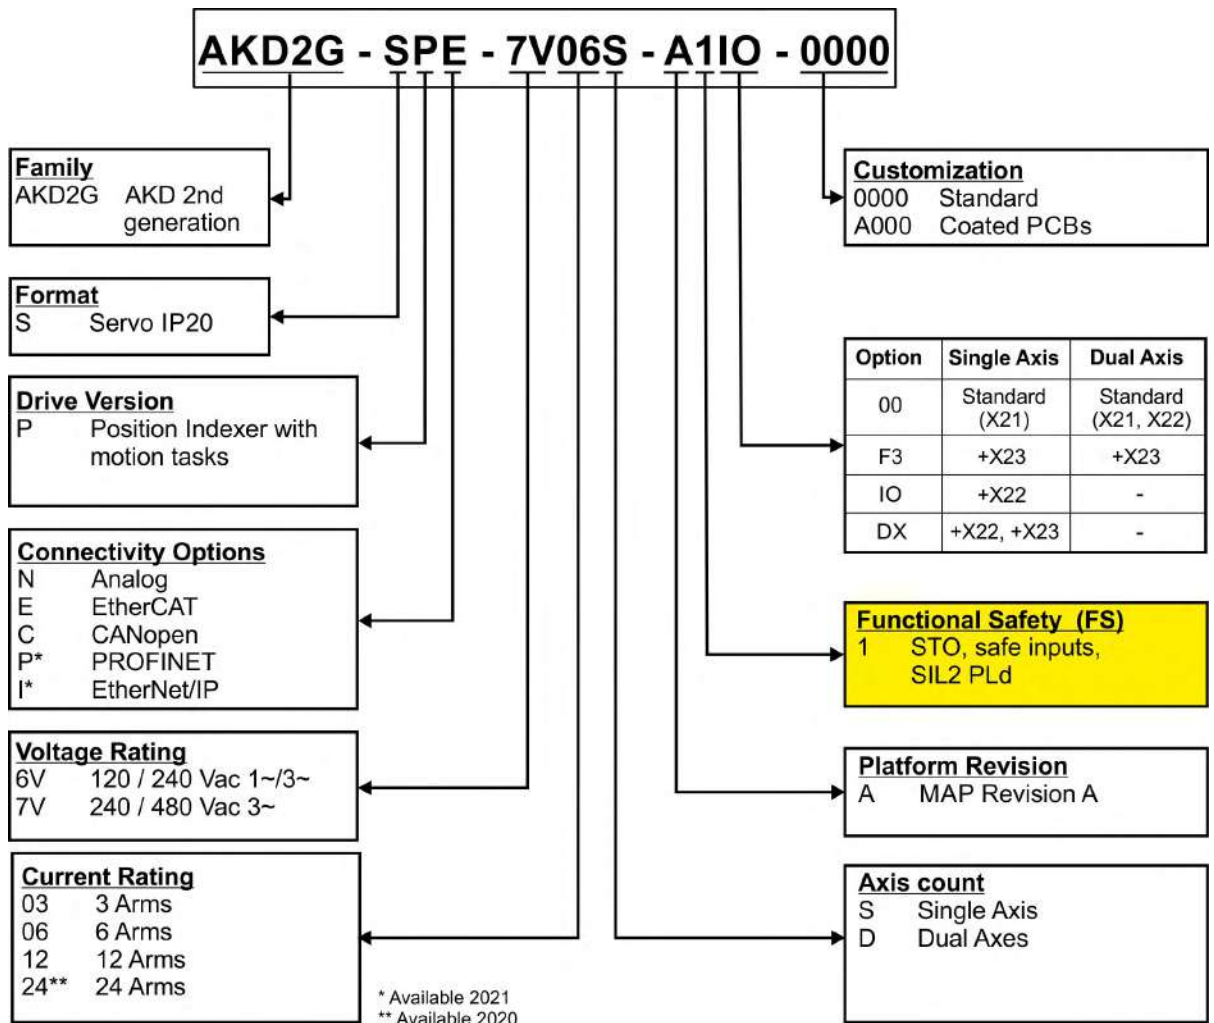 AKD2G - SPE - 7V06S - A1IO - 0000
Family
AKD2G AKD 2nd
generation
Format
S Servo IP20
Drive Version
P Position Indexer with
motion tasks
Connectivity Options
N Analog
E EtherCAT
C CANopen
P* PROFINET
I* EtherNet/IP
Voltage Rating
6V 120 / 240 Vac 1~/3~
7V 240 / 480 Vac 3~
Current Rating
03 3 Arms
06 6 Arms
12 12 Arms
24** 24 Arms
* Available 2021
** Available 2020
Customization
0000 Standard
A000 Coated PCBs
Option Single Axis Dual Axis
00 Standard (X21) Standard (X21, X22)
F3 +X23 +X23
IO +X22 -
DX +X22, +X23 -
Functional Safety (FS)
1 STO, safe inputs,
SIL2 PLd
Platform Revision
A MAP Revision A
Axis count
S Single Axis
D Dual Axes